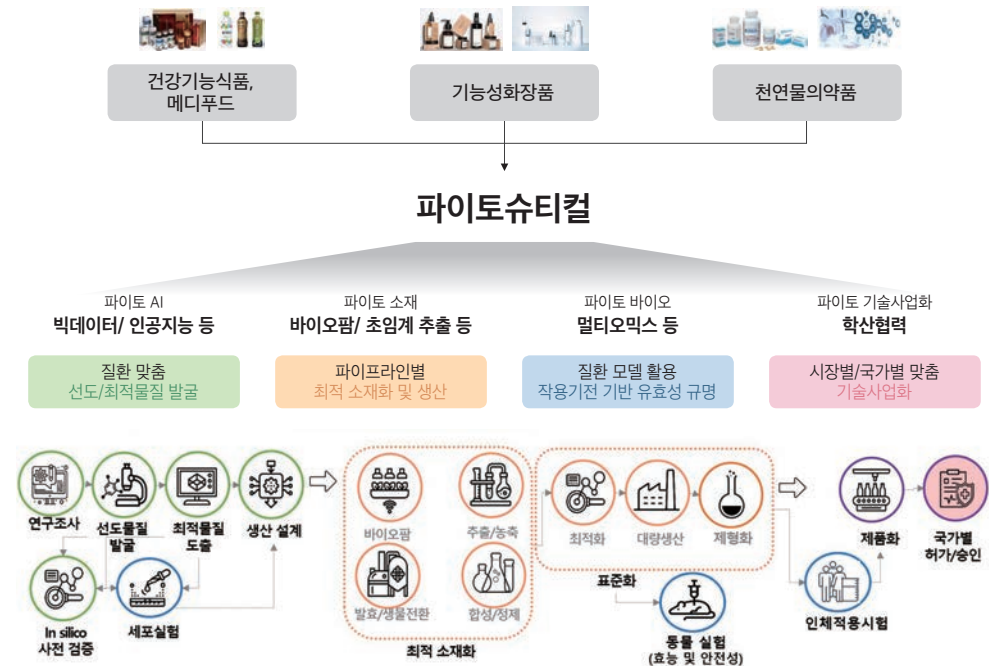 건강기능식품,
메디푸드
기능성화장품
천연물의약품
파이토슈티컬
파이토 AI
빅데이터/ 인공지능 등
파이토 소재
바이오팜/ 초임계 추출 등
파이토 바이오
멀티오믹스 등
파이토 기술사업화
학산협력
질환 맞춤
선도/최적물질 발굴
파이프라인별
최적 소재화 및 생산
질환 모델 활용
작용기전 기반 유효성 규명
시장별/국가별 맞춤
기술사업화
연구조사
선도물질
발굴
최적물질
도출
생산 설계
바이오팜
추출/농축
최적화
대량생산
제형화
제품화
국가별
허가/승인
In silico
사전 검증
세포실험
발효/생물전환
합성/정제
최적 소재화
표준화
동물 실험
(효능 및 안전성)
인체적용시험